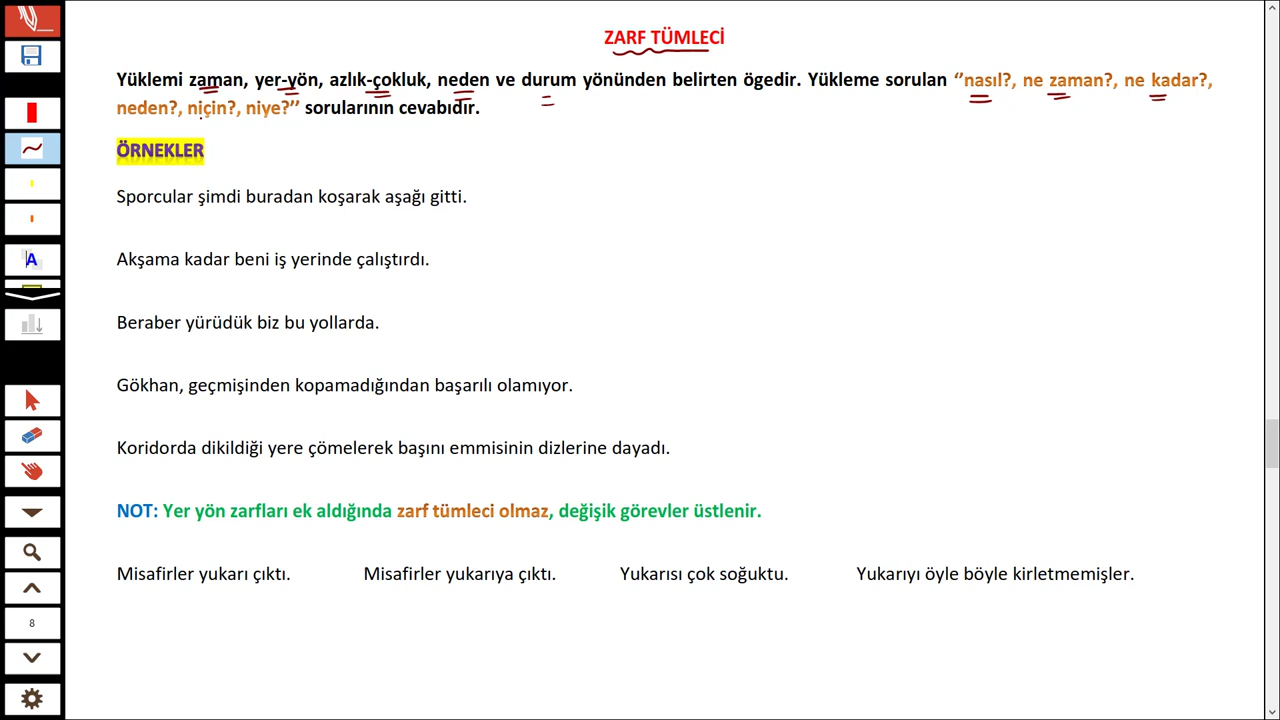 ZARF TÜMLECİ
Yüklemi zaman, yer-yön, azlık-çokluk, neden ve durum yönünden belirten ögedir. Yükleme sorulan ‘’nasıl?, ne zaman?, ne kadar?,
neden?, niçin?, niye?’’ sorularının cevabıdır.
ÖRNEKLER
Sporcular şimdi buradan koşarak aşağı gitti.
Akşama kadar beni iş yerinde çalıştırdı.
Beraber yürüdük biz bu yollarda.
Gökhan, geçmişinden kopamadığından başarılı olamıyor.
Koridorda dikildiği yere çömelerek başını emmisinin dizlerine dayadı.
NOT: Yer yön zarfları ek aldığında zarf tümleci olmaz, değişik görevler üstlenir.
Misafirler yukarı çıktı. Misafirler yukarıya çıktı. Yukarısı çok soğuktu. Yukarıyı öyle böyle kirletmemişler.
A
8